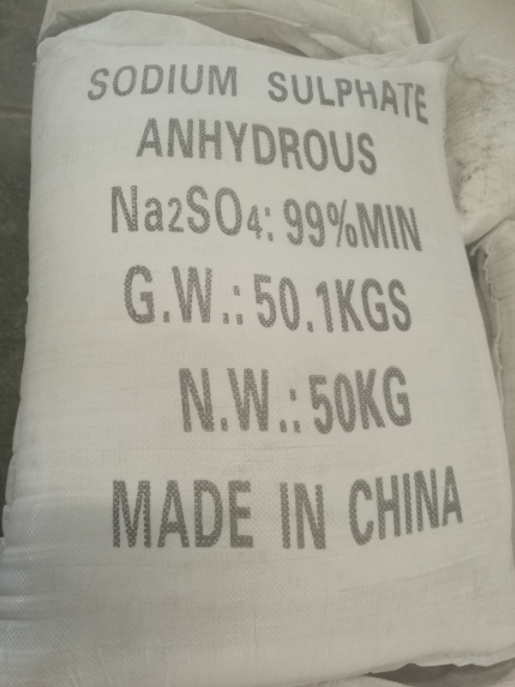 SODIUM SULPHATE
ANHYDROUS
Na2SO4: 99%MIN
G.W.: 50.1KGS
N.W.: 50KG
MADE IN CHINA